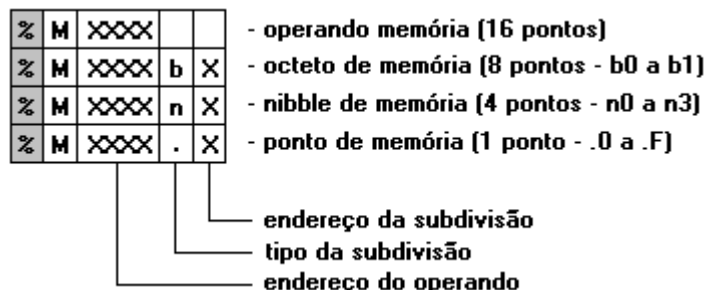 % M XXXX - operando memória (16 pontos)
% M XXXX b X - octeto de memória (8 pontos - b0 a b1)
% M XXXX n X - nibble de memória (4 pontos - n0 a n3)
% M XXXX . X - ponto de memória (1 ponto - .0 a .F)
endereço da subdivisão
tipo da subdivisão
endereço do operando